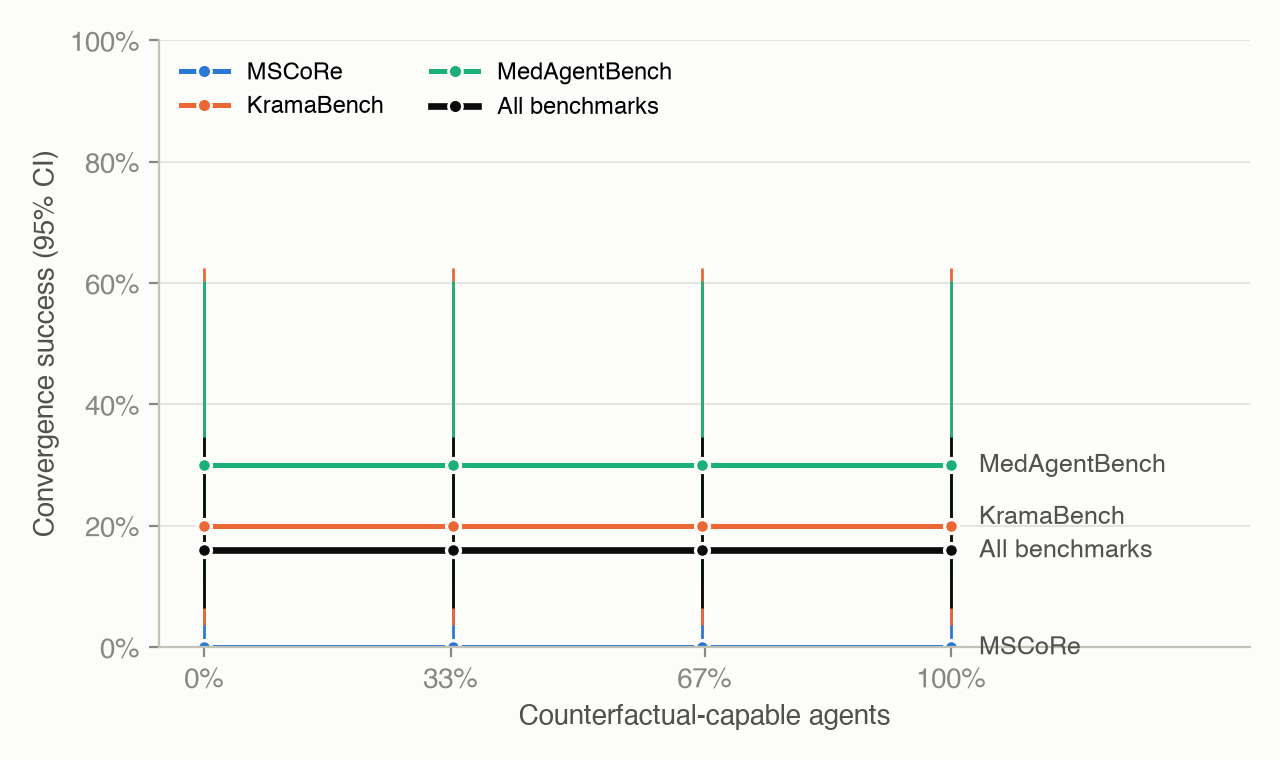 100%
80%
60%
40%
20%
0%
Convergence success (95% CI)
MSCoRe
KramaBench
MedAgentBench
All benchmarks
MedAgentBench
KramaBench
All benchmarks
MSCoRe
0%
33%
67%
100%
Counterfactual-capable agents